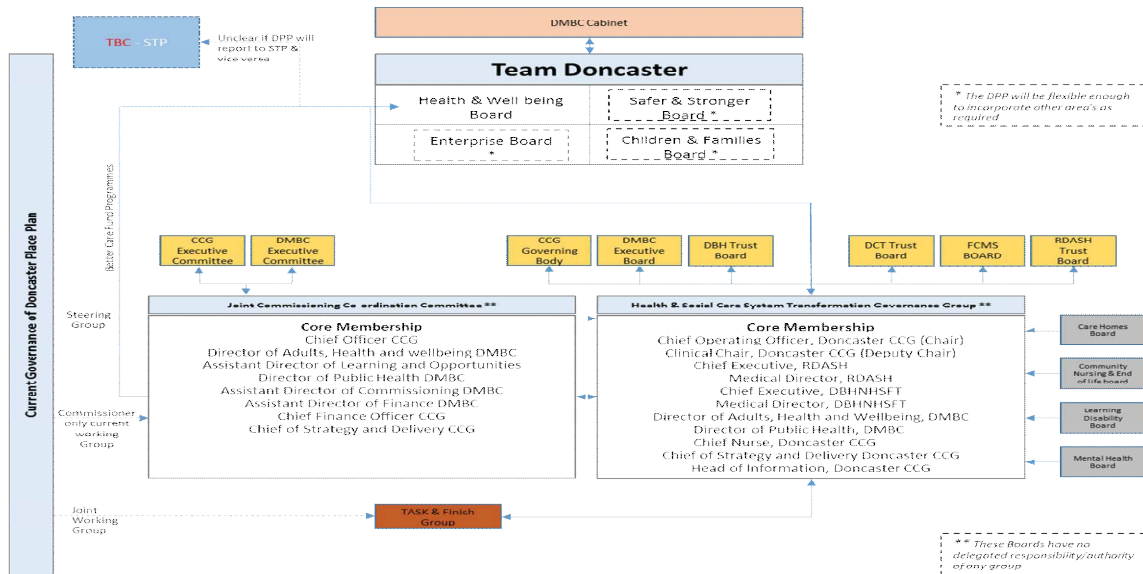 DMBC Cabinet
TBC - STP
Unclear if DPP will
report to STP &
vice versa
Team Doncaster
Health & Well being
Board
Safer & Stronger
Board *
Enterprise Board
*
Children & Families
Board *
* The DPP will be flexible enough
to incorporate other area's as
required
Current Governance of Doncaster Place Plan
Better Care Fund Programmes
CCG
Executive
Committee
DMBC
Executive
Committee
CCG
Governing
Body
DMBC
Executive
Board
DBH Trust
Board
DCT Trust
Board
FCMS
BOARD
RDASH
Trust
Board
Steering
Group
Joint Commissioning Co-ordination Committee **
Core Membership
Chief Officer CCG
Director of Adults, Health and wellbeing DMBC
Assistant Director of Learning and Opportunities
Director of Public Health DMBC
Assistant Director of Commissioning DMBC
Assistant Director of Finance DMBC
Chief Finance Officer CCG
Chief of Strategy and Delivery CCG
Health & Social Care System Transformation Governance Group **
Core Membership
Chief Operating Officer, Doncaster CCG (Chair)
Clinical Chair, Doncaster CCG (Deputy Chair)
Chief Executive, RDASH
Medical Director, RDASH
Chief Executive, DBHNHSFT
Medical Director, DBHNHSFT
Director of Adults, Health and Wellbeing, DMBC
Director of Public Health, DMBC
Chief Nurse, Doncaster CCG
Chief of Strategy and Delivery Doncaster CCG
Head of Information, Doncaster CCG
Care Homes
Board
Community
Nursing & End
of life board
Learning
Disability
Board
Mental Health
Board
Commissioner
only current
working Group
Joint
Working
Group
TASK & Finish
Group
** These Boards have no
delegated responsibility/authority
of any group